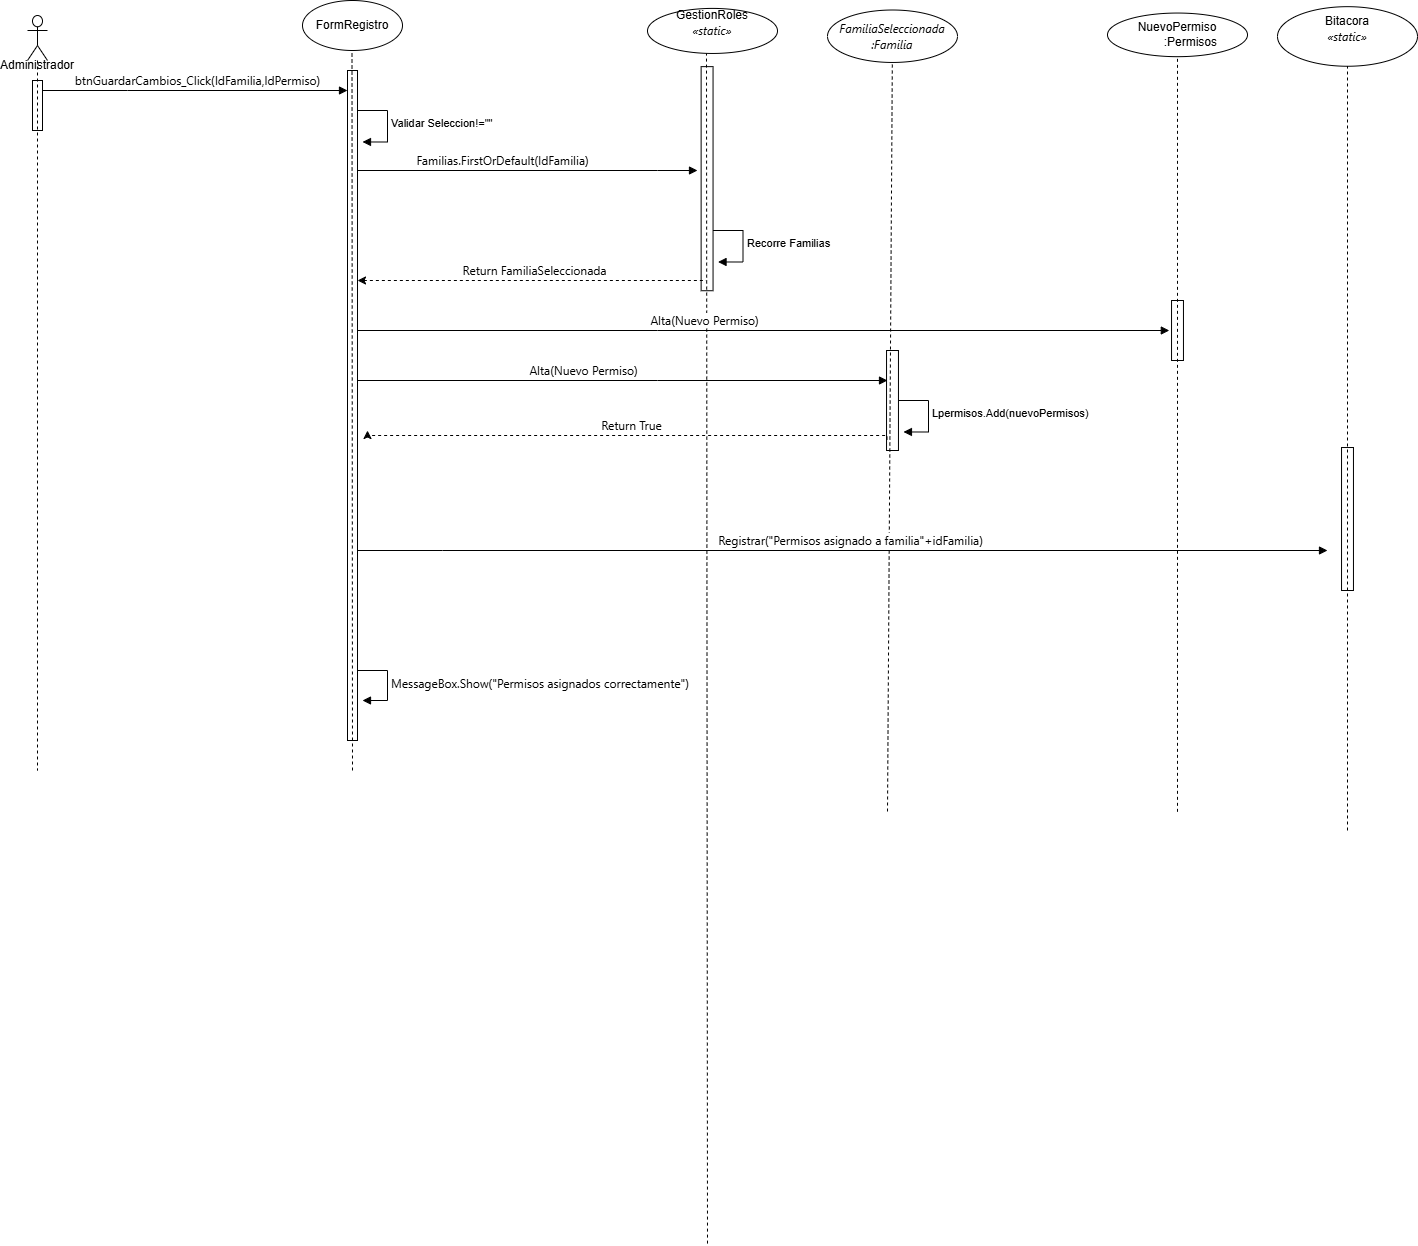 Administrador
FormRegistro
GestionRoles
«static»
FamiliaSeleccionada
:Familia
NuevoPermiso
:Permisos
Bitacora
«static»
btnGuardarCambios_Click(IdFamilia,IdPermiso)
Validar Seleccion!=""
Familias.FirstOrDefault(IdFamilia)
Recorre Familias
Return FamiliaSeleccionada
Alta(Nuevo Permiso)
Alta(Nuevo Permiso)
Lpermisos.Add(nuevoPermisos)
Return True
Registrar("Permisos asignado a familia"+idFamilia)
MessageBox.Show("Permisos asignados correctamente")